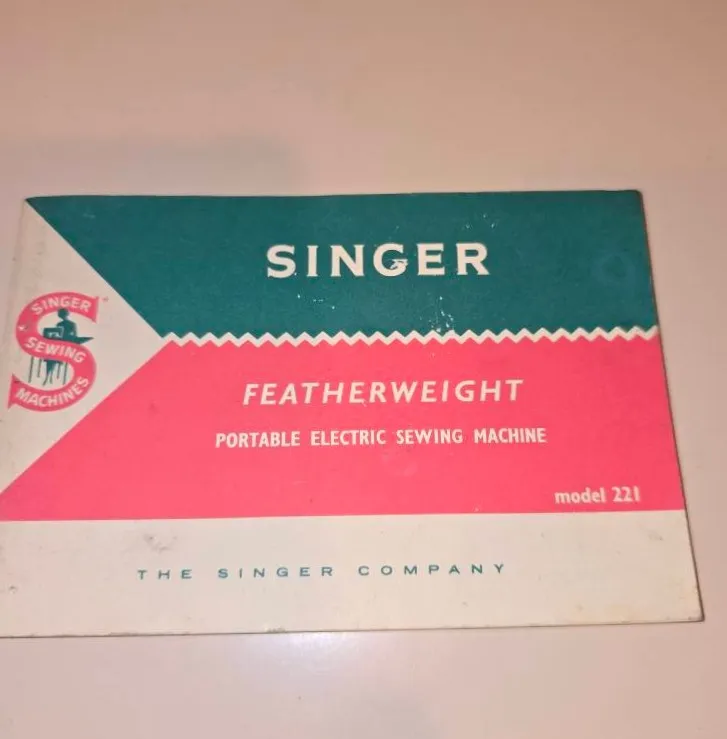 SINGER
SINGER
SEWING
MACHINES
FEATHERWEIGHT
PORTABLE ELECTRIC SEWING MACHINE
model 221
THE SINGER COMPANY